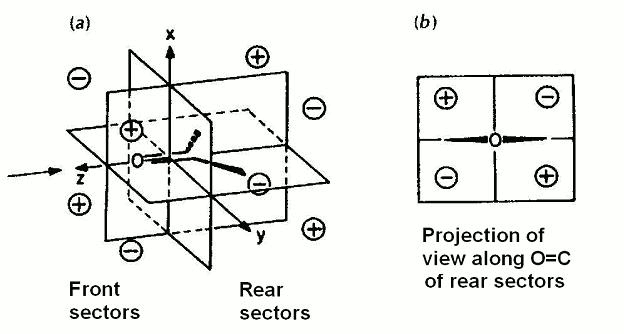 (a)
(b)
x
+
−
+
−
+
−
+
O
z
−
O
−
+
−
+
y
+
−
Front
sectors
Rear
sectors
Projection of
view along O=C
of rear sectors